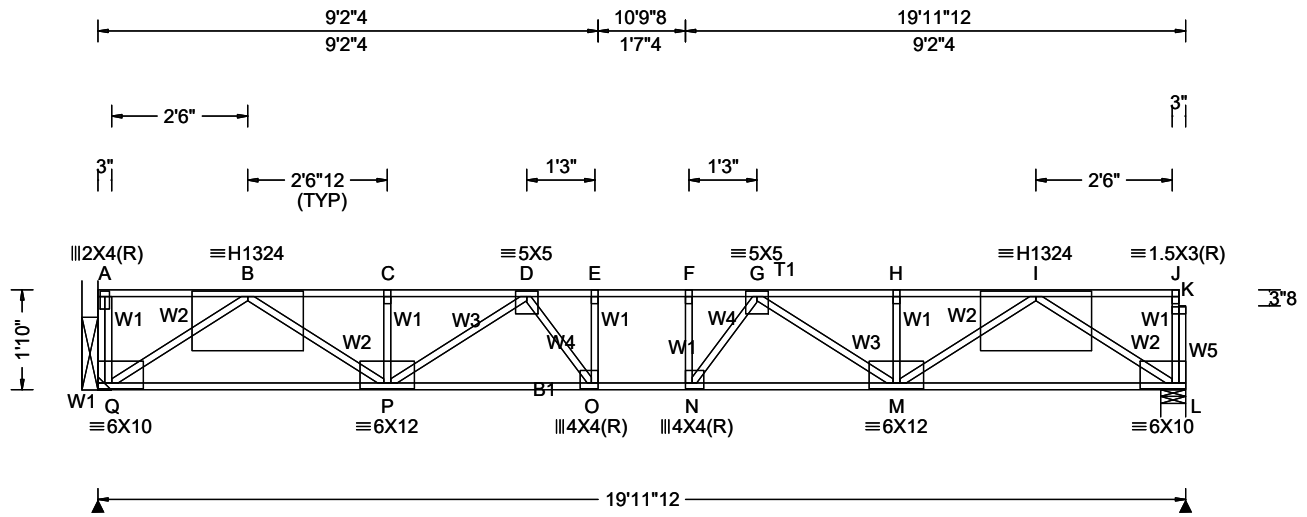 9'2"4 10'9"8 19'11"12
9'2"4 1'7"4 9'2"4
2'6" 3"
3" 2'6"12 1'3" 1'3" 2'6"
(TYP)
|||2X4(R) ≡H1324 ≡5X5 ≡5X5 ≡H1324 ≡1.5X3(R)
A B C D E F G T1 H I J
K
3"8
W1 W2 W1 W3 W1 W4 W1 W2 W1
1'10" W2 W4 W1 W3 W2 W5
W1 B1
Q P O N M L
≡6X10 ≡6X12 |||4X4(R) |||4X4(R) ≡6X12 ≡6X10
19'11"12